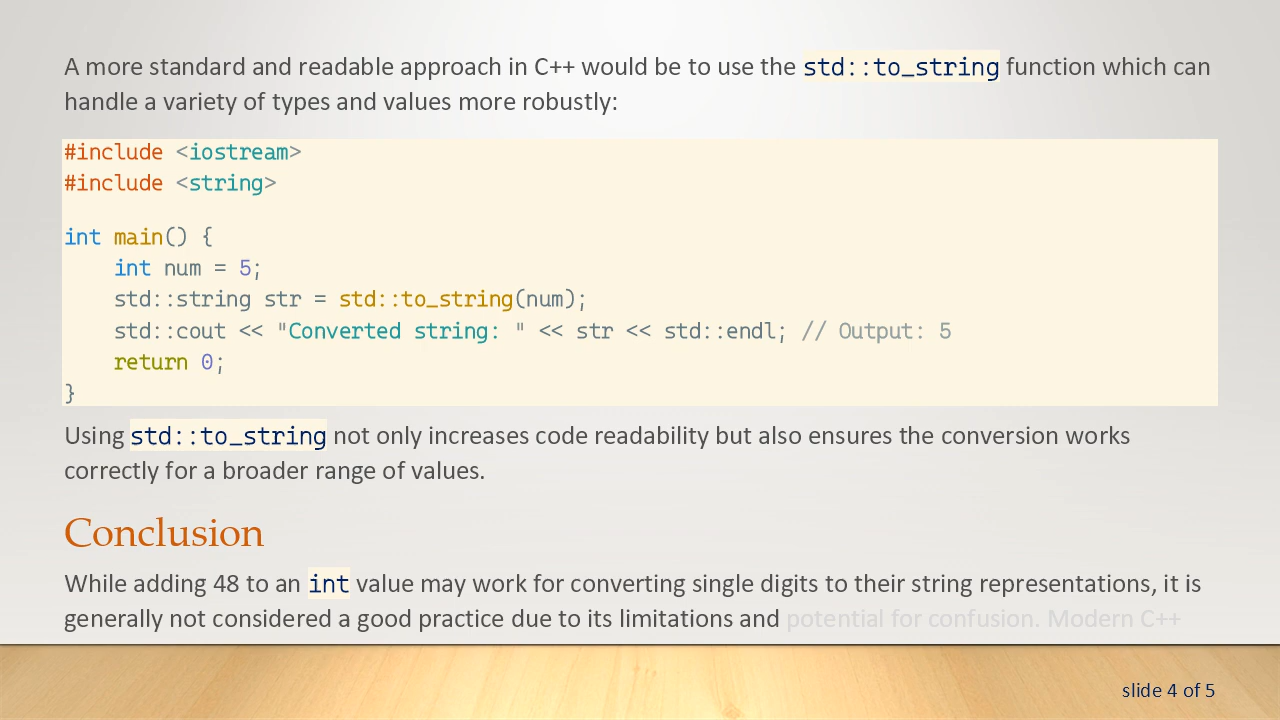 A more standard and readable approach in C++ would be to use the std::to_string function which can
handle a variety of types and values more robustly:
#include <iostream>
#include <string>
int main() {
    int num = 5;
    std::string str = std::to_string(num);
    std::cout << "Converted string: " << str << std::endl; // Output: 5
    return 0;
}
Using std::to_string not only increases code readability but also ensures the conversion works
correctly for a broader range of values.
Conclusion
While adding 48 to an int value may work for converting single digits to their string representations, it is
generally not considered a good practice due to its limitations and potential for confusion. Modern C++
slide 4 of 5